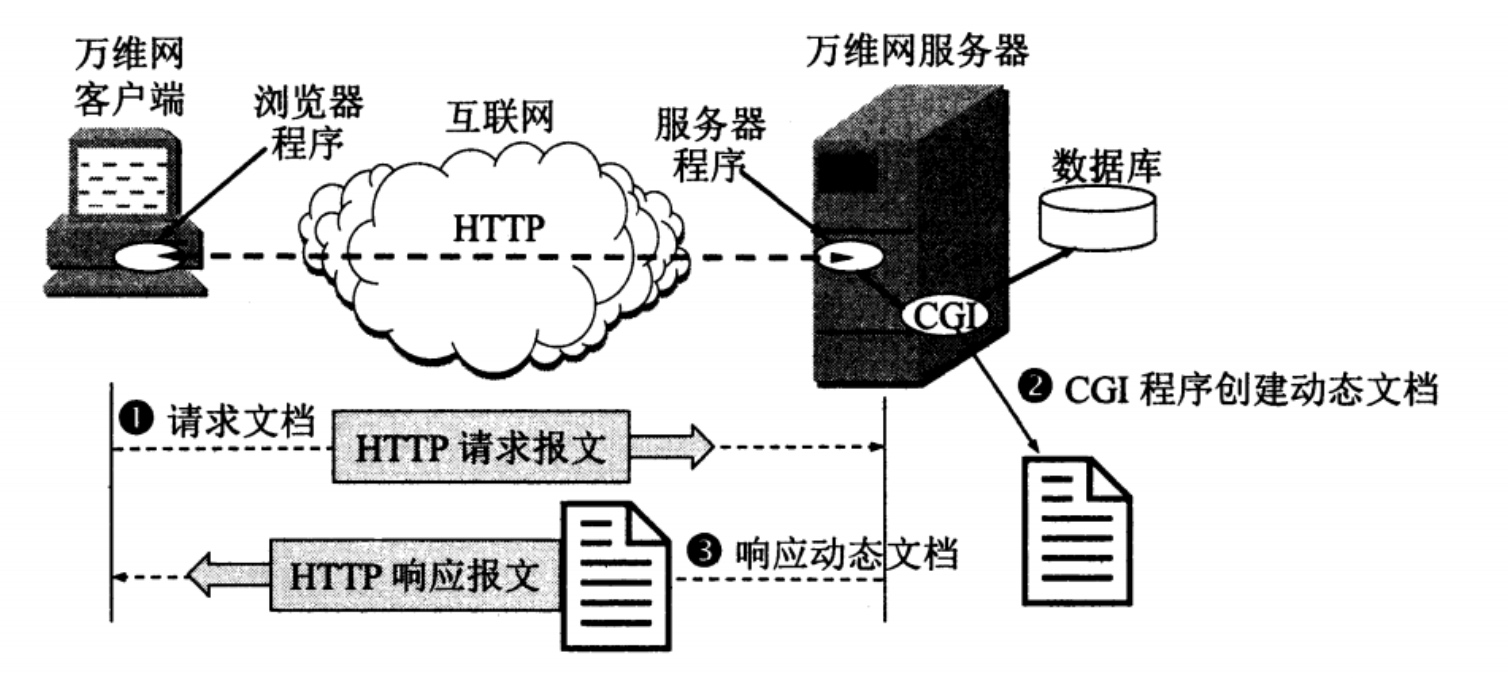 万维网
客户端
浏览器
程序
互联网
HTTP
服务器
程序
万维网服务器
数据库
CGI
❶ 请求文档
HTTP 请求报文
❷ CGI 程序创建动态文档
HTTP 响应报文
❸ 响应动态文档